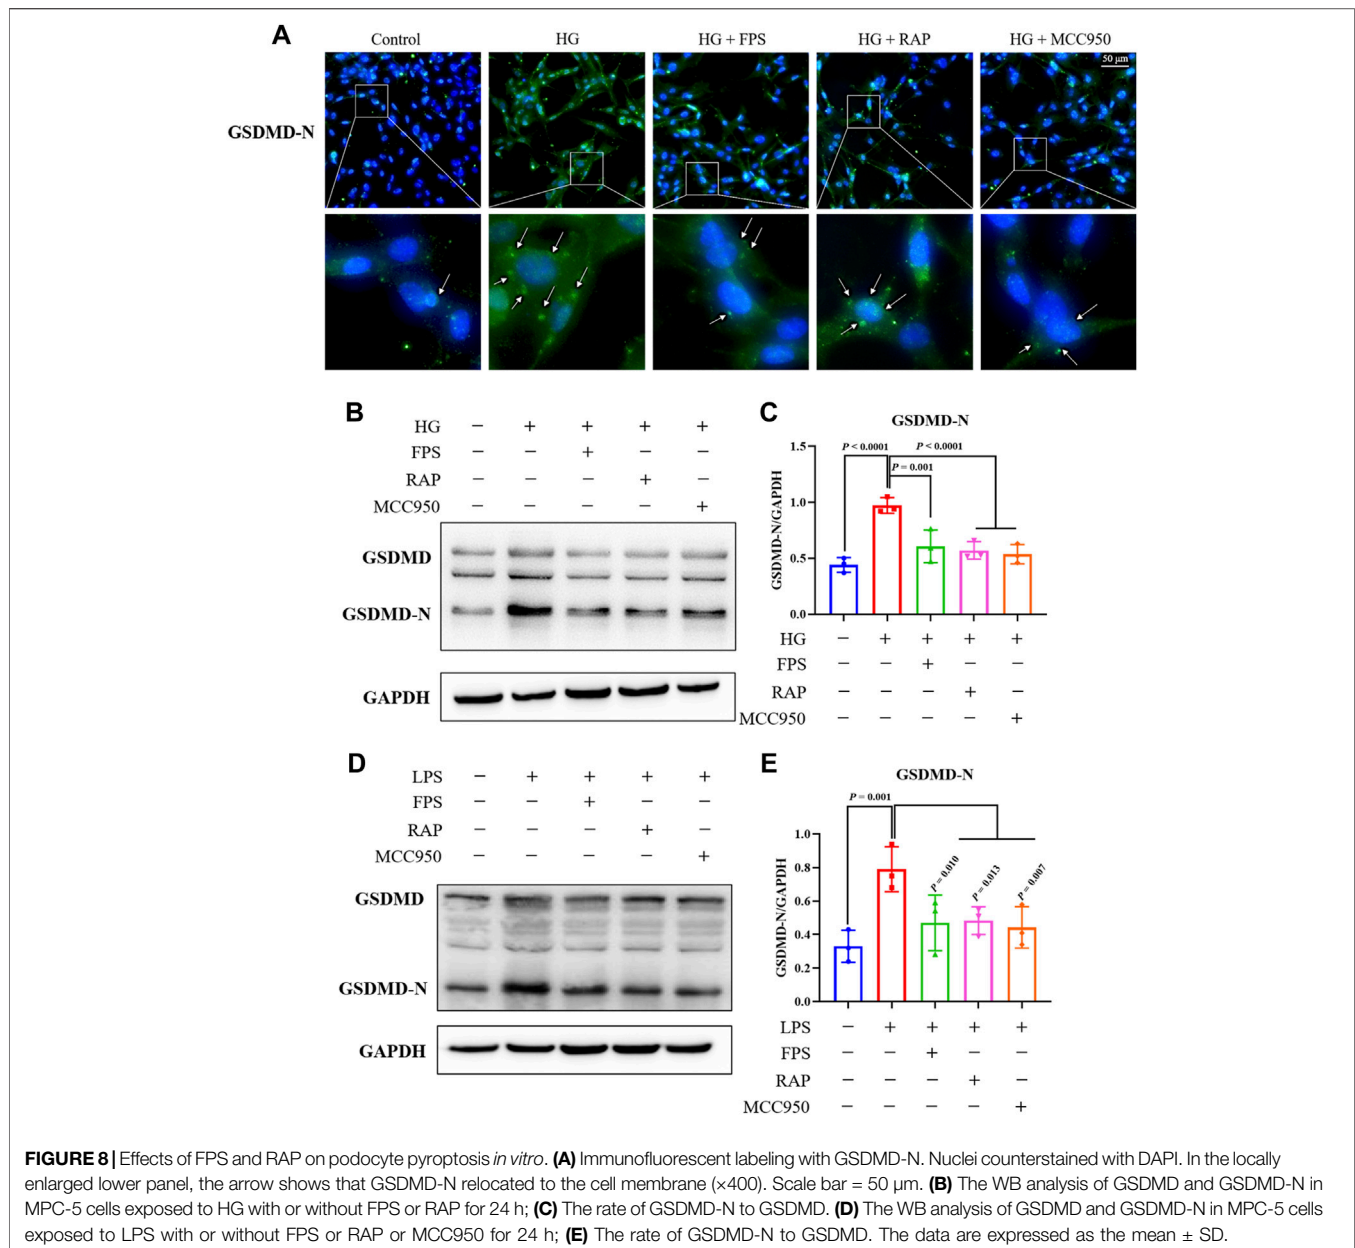 A
Control HG HG + FPS HG + RAP HG + MCC950
50 μm
GSDMD-N
B
HG − + + + +
FPS − − + − −
RAP − − − + −
MCC950 − − − − +
GSDMD
GSDMD-N
GAPDH
C
GSDMD-N
P < 0.0001 P < 0.0001
P = 0.001
GSDMD-N/GAPDH
1.5
1.0
0.5
0.0
HG − + + + +
FPS − − + − −
RAP − − − + −
MCC950 − − − − +
D
LPS − + + + +
FPS − − + − −
RAP − − − + −
MCC950 − − − − +
GSDMD
GSDMD-N
GAPDH
E
GSDMD-N
P = 0.001
P = 0.010 P = 0.013 P = 0.007
GSDMD-N/GAPDH
1.0
0.8
0.6
0.4
0.2
0.0
LPS − + + + +
FPS − − + − −
RAP − − − + −
MCC950 − − − − +
FIGURE 8 | Effects of FPS and RAP on podocyte pyroptosis in vitro. (A) Immunofluorescent labeling with GSDMD-N. Nuclei counterstained with DAPI. In the locally
enlarged lower panel, the arrow shows that GSDMD-N relocated to the cell membrane (×400). Scale bar = 50 μm. (B) The WB analysis of GSDMD and GSDMD-N in
MPC-5 cells exposed to HG with or without FPS or RAP for 24 h; (C) The rate of GSDMD-N to GSDMD. (D) The WB analysis of GSDMD and GSDMD-N in MPC-5 cells
exposed to LPS with or without FPS or RAP or MCC950 for 24 h; (E) The rate of GSDMD-N to GSDMD. The data are expressed as the mean ± SD.